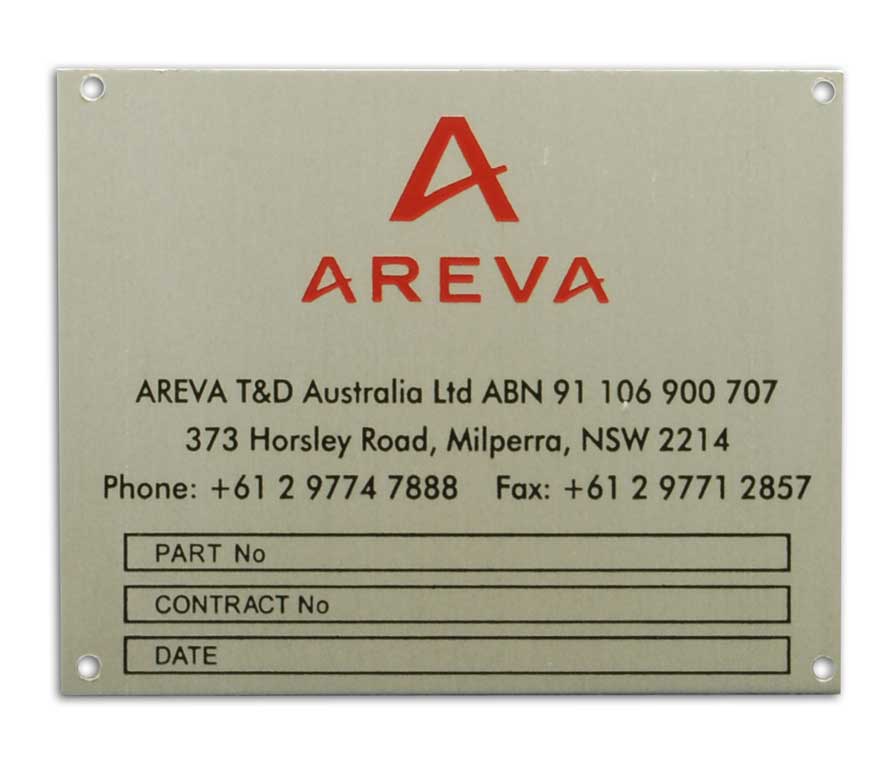 A
AREVA
AREVA T&D Australia Ltd ABN 91 106 900 707
373 Horsley Road, Milperra, NSW 2214
Phone: +61 2 9774 7888 Fax: +61 2 9771 2857
PART No
CONTRACT No
DATE